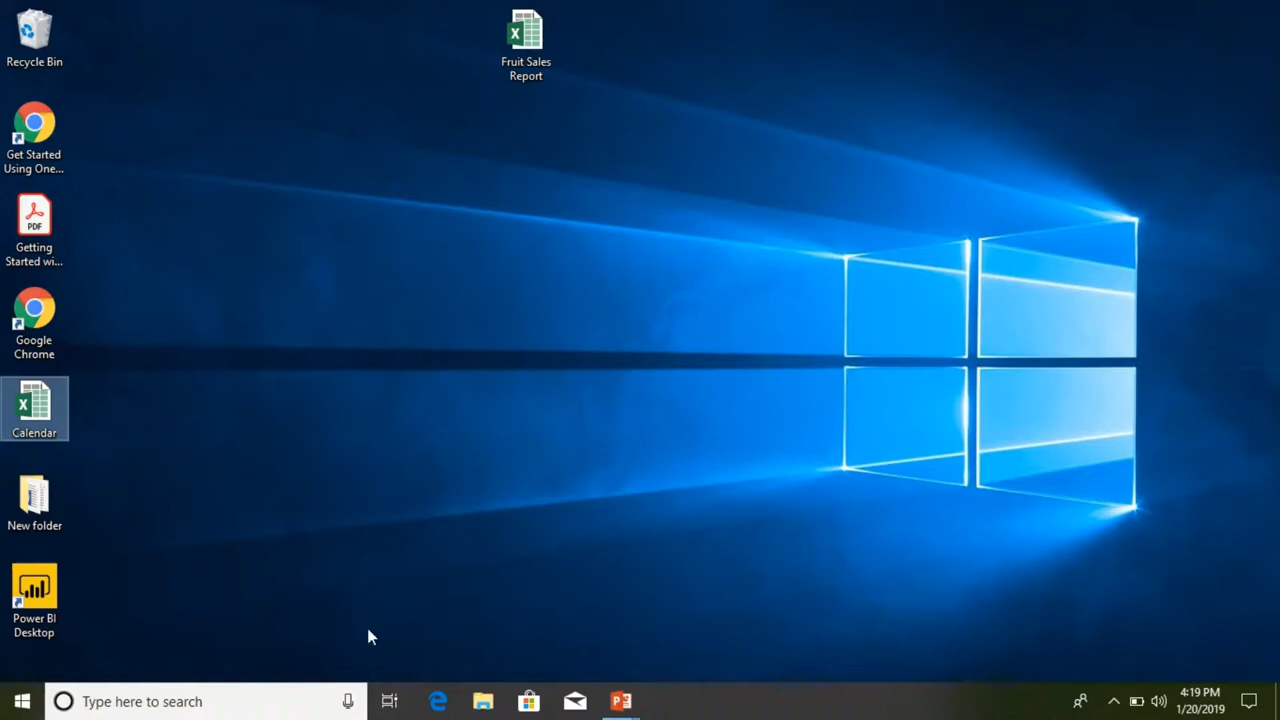 Recycle Bin
Fruit Sales
Report
Get Started
Using One...
PDF
Getting
Started wi...
Google
Chrome
X
Calendar
New folder
Power BI
Desktop
Type here to search
4:19 PM
1/20/2019